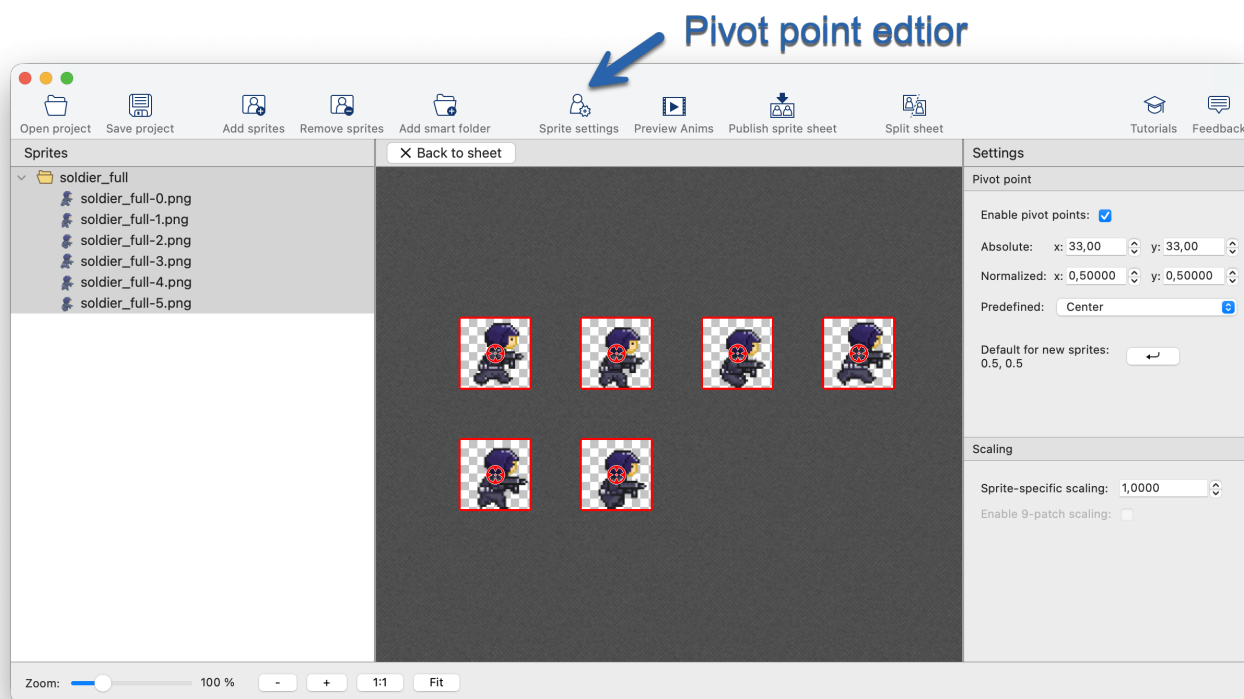 Pivot point edtior
Open project
Save project
Add sprites
Remove sprites
Add smart folder
Sprite settings
Preview Anims
Publish sprite sheet
Split sheet
Tutorials
Feedback
Sprites
Back to sheet
Settings
soldier_full
soldier_full-0.png
soldier_full-1.png
soldier_full-2.png
soldier_full-3.png
soldier_full-4.png
soldier_full-5.png
Pivot point
Enable pivot points:
Absolute: x: 33,00 y: 33,00
Normalized: x: 0,50000 y: 0,50000
Predefined: Center
Default for new sprites:
0.5, 0.5
Scaling
Sprite-specific scaling: 1,0000
Enable 9-patch scaling:
Zoom: 100 % - + 1:1 Fit